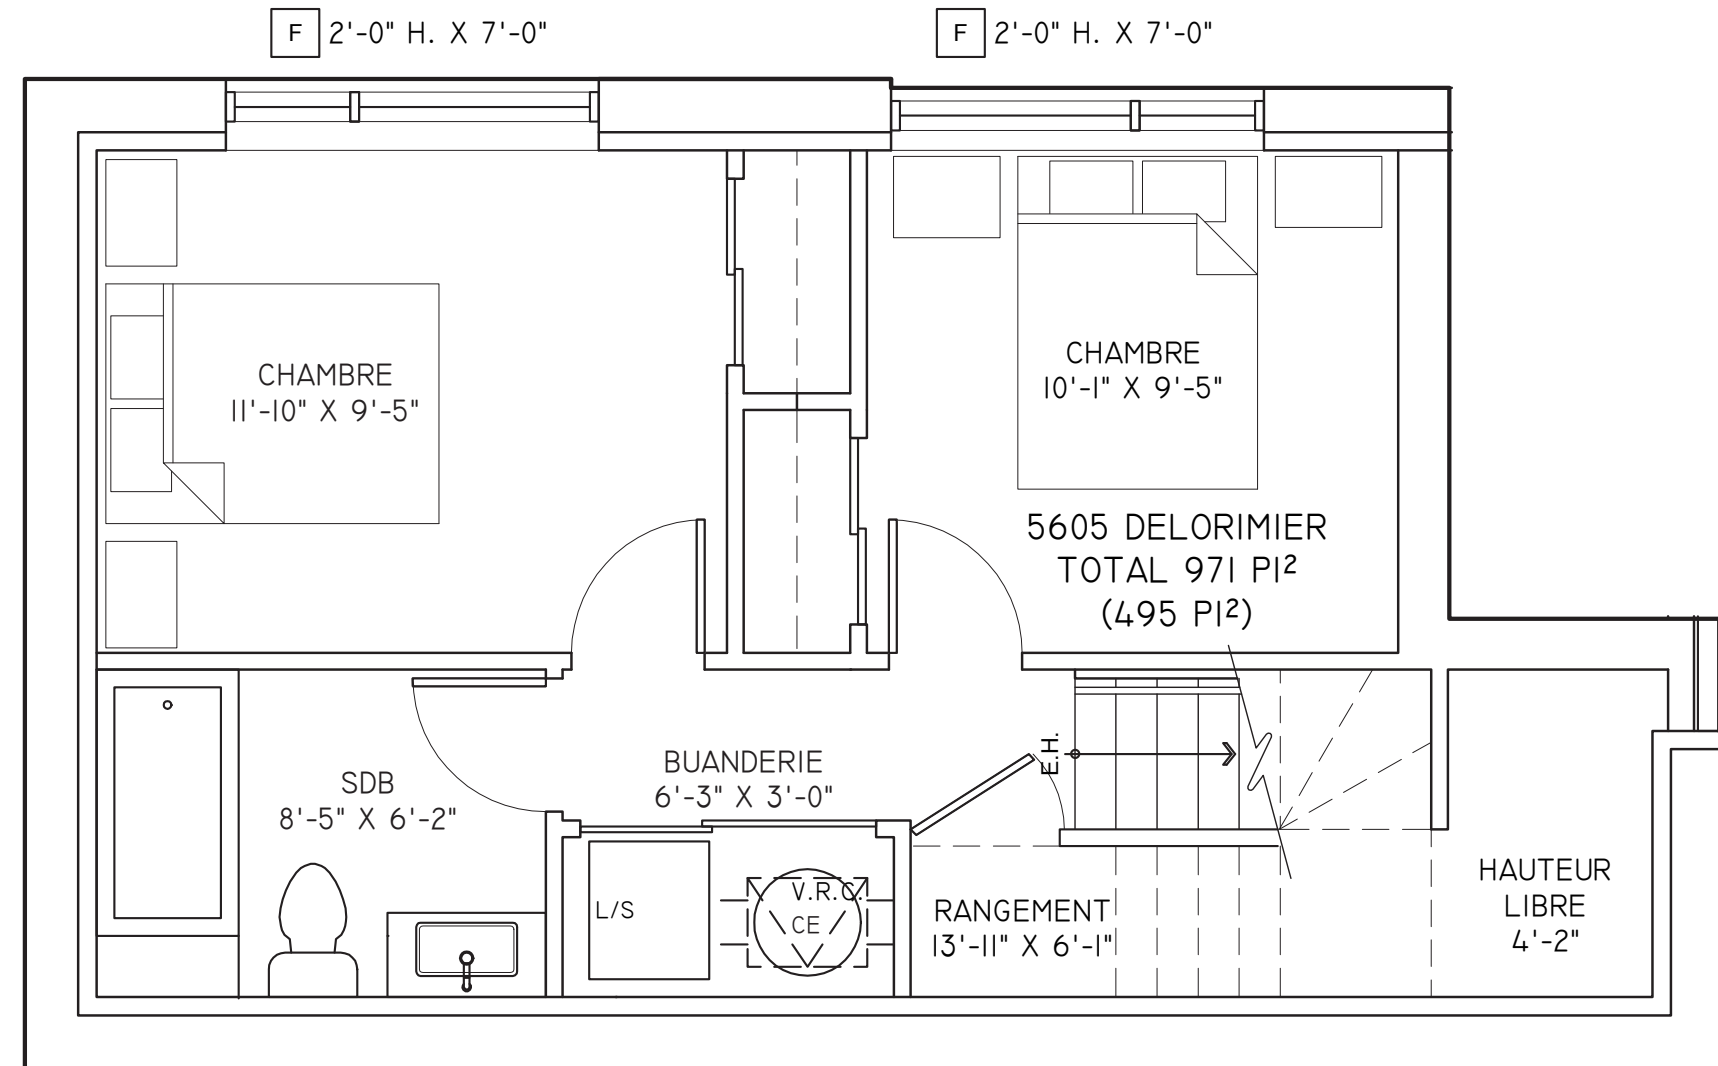 F 2'-0" H. X 7'-0"
F 2'-0" H. X 7'-0"
CHAMBRE
11'-10" X 9'-5"
CHAMBRE
10'-1" X 9'-5"
5605 DELORIMIER
TOTAL 971 PI²
(495 PI²)
SDB
8'-5" X 6'-2"
BUANDERIE
6'-3" X 3'-0"
E.H.
L/S
V.R.C.
CE
RANGEMENT
13'-11" X 6'-1"
HAUTEUR
LIBRE
4'-2"